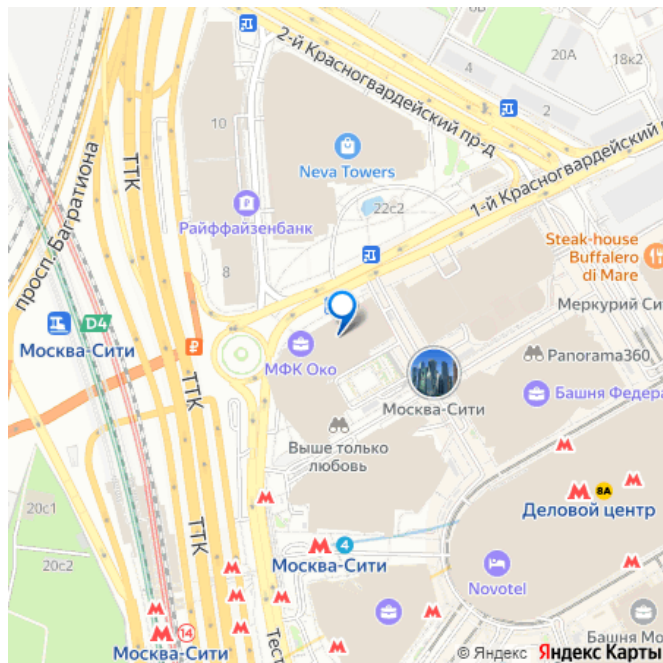 2-й Красногвардейский пр-д
4
20А
18к2
2
10
просп. Багратиона
ТТК
Neva Towers
1-й Красногвардейский
22с2
Райффайзенбанк
8
Steak-house
Buffalero
di Mare
Меркурий Си
D4
Москва-Сити
₽
МФК Око
Panorama360
Башня Федера
Москва-Сити
ТТК
Выше только
любовь
8А
Деловой центр
20с1
ТТК
4
Москва-Сити
20с2
Novotel
14
Москва-Сити
Тест
Башня Мо
© Яндекс Яндекс Карты